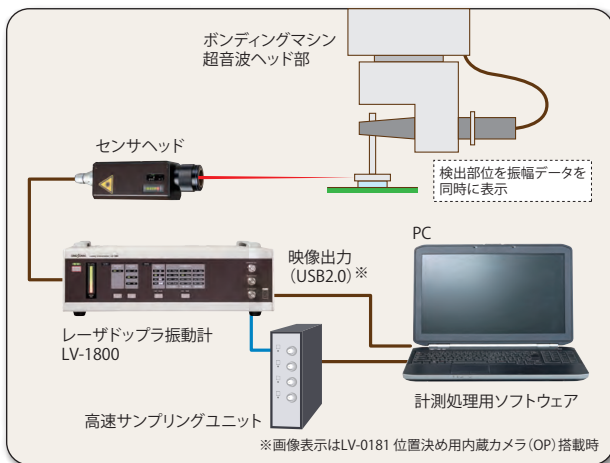 ボンディングマシン
超音波ヘッド部
センサヘッド
検出部位を振幅データを
同時に表示
PC
映像出力
(USB2.0)※
レーザドップラ振動計
LV-1800
高速サンプリングユニット
計測処理用ソフトウェア
※画像表示はLV-0181 位置決め用内蔵カメラ(OP)搭載時